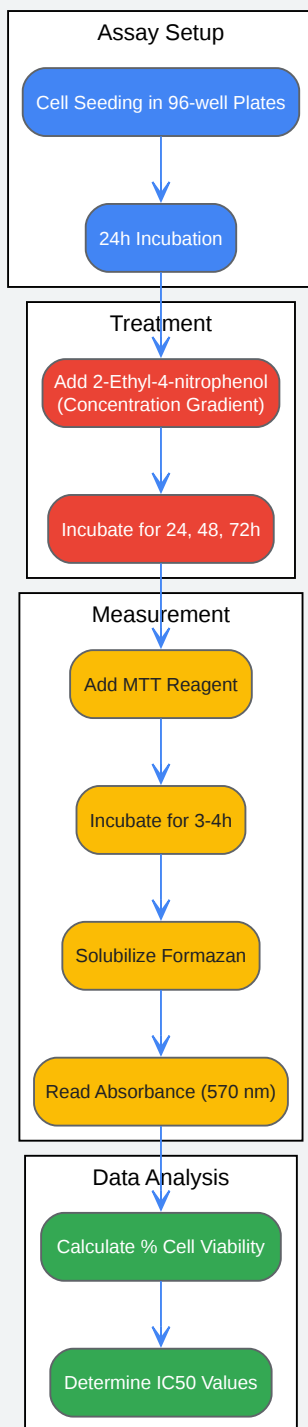 Assay Setup
Cell Seeding in 96-well Plates
24h Incubation
Treatment
Add 2-Ethyl-4-nitrophenol
(Concentration Gradient)
Incubate for 24, 48, 72h
Measurement
Add MTT Reagent
Incubate for 3-4h
Solubilize Formazan
Read Absorbance (570 nm)
Data Analysis
Calculate % Cell Viability
Determine IC50 Values